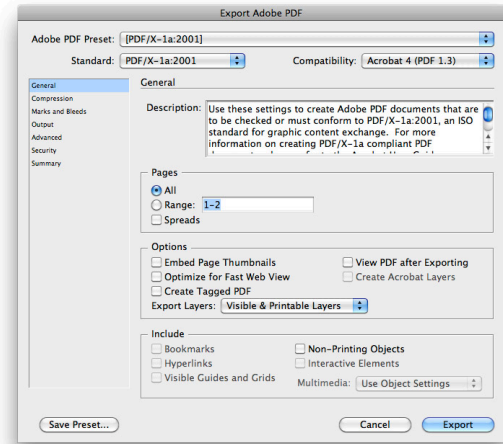 Export Adobe PDF
Adobe PDF Preset: [PDF/X-1a:2001]
Standard: PDF/X-1a:2001 Compatibility: Acrobat 4 (PDF 1.3)
General
Compression
Marks and Bleeds
Output
Advanced
Security
Summary
General
Description: Use these settings to create Adobe PDF documents that are
to be checked or must conform to PDF/X-1a:2001, an ISO
standard for graphic content exchange. For more
information on creating PDF/X-1a compliant PDF
Pages
All
Range: 1-2
Spreads
Options
Embed Page Thumbnails View PDF after Exporting
Optimize for Fast Web View Create Acrobat Layers
Create Tagged PDF
Export Layers: Visible & Printable Layers
Include
Bookmarks Non-Printing Objects
Hyperlinks Interactive Elements
Visible Guides and Grids Multimedia: Use Object Settings
Save Preset... Cancel Export